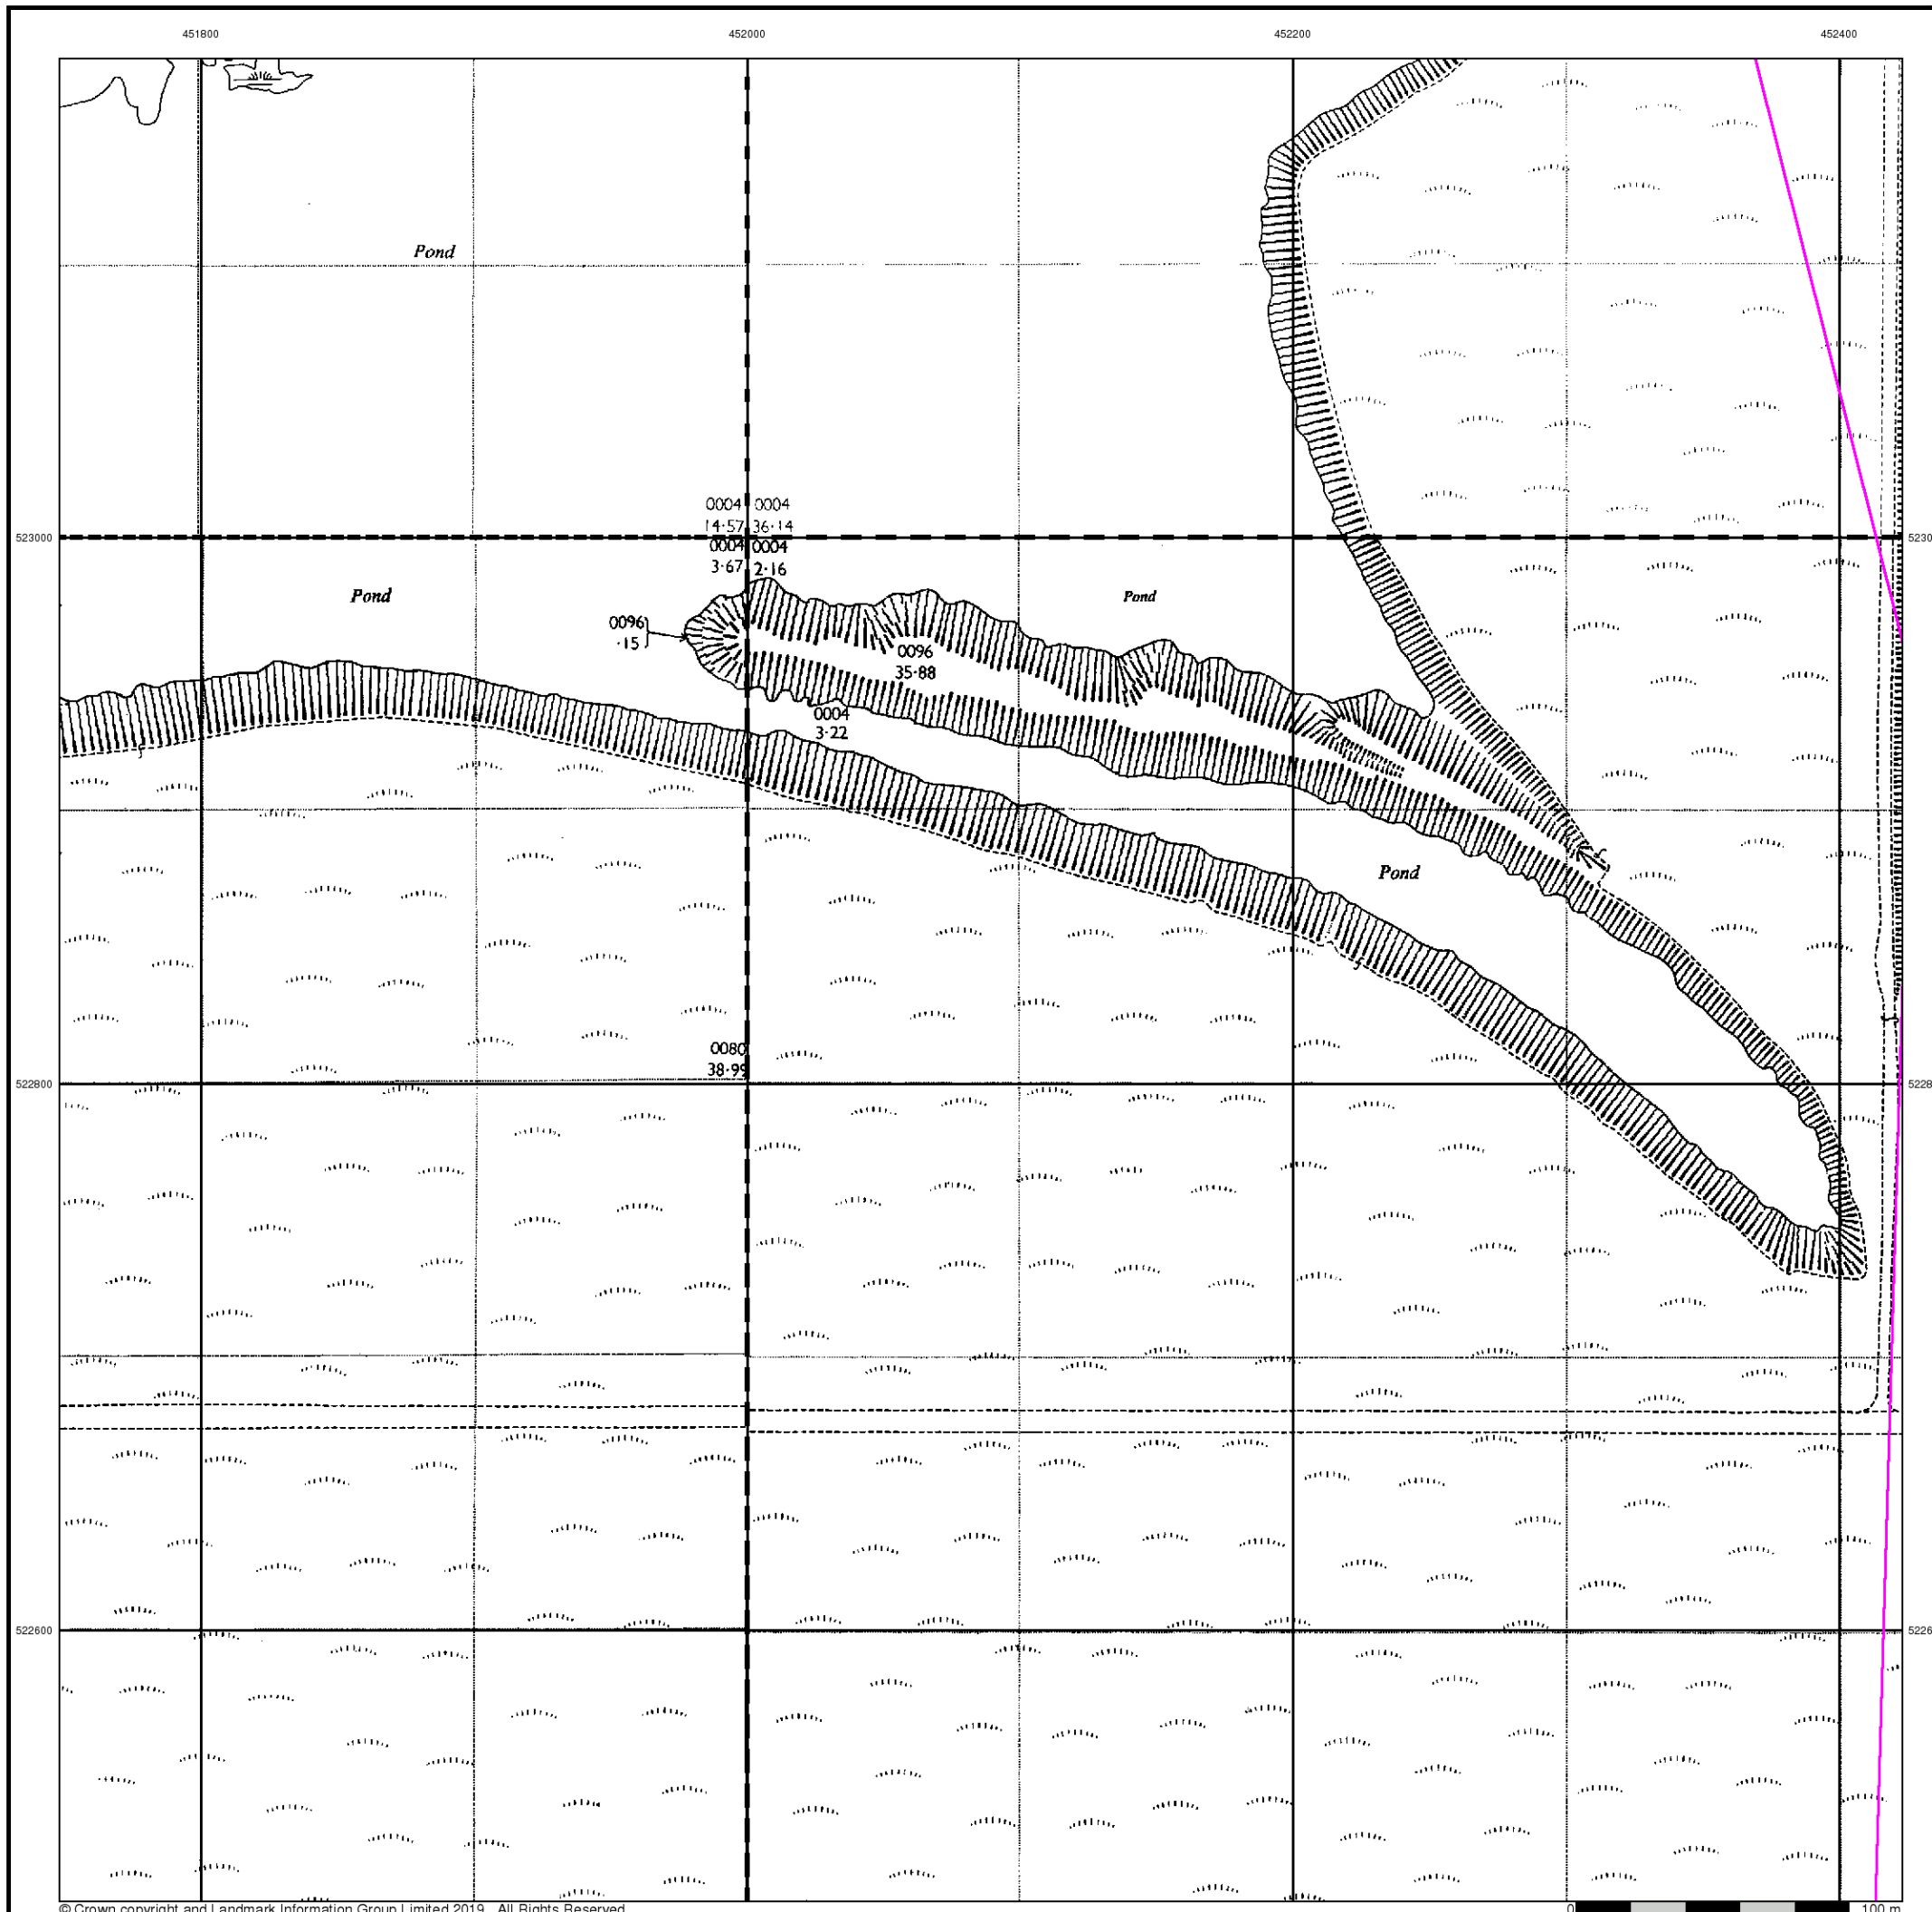 451800 452000 452200 452400
Pond
0004 0004
14·57 36·14
523000
0004 0004
3·67 2·16
Pond
Pond
0096
·15
0096
35·88
0004
3·22
Pond
0080
38·99
522800
522600
© Crown copyright and Landmark Information Group Limited 2019. All Rights Reserved.
0 100 m